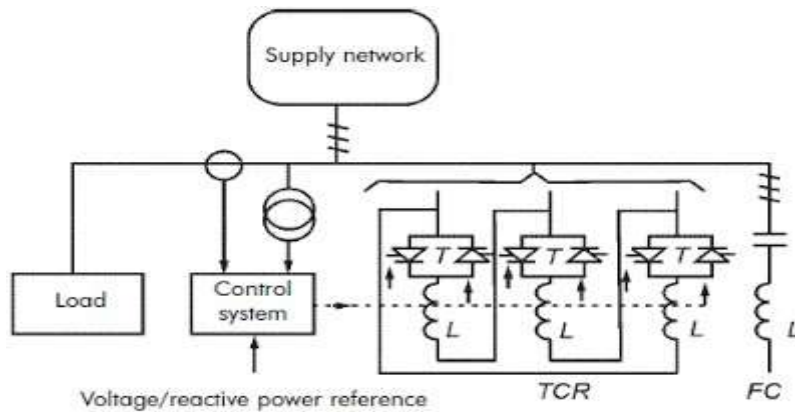 Supply network
T
T
T
Load
Control
system
L
L
L
L
Voltage/reactive power reference
TCR
FC